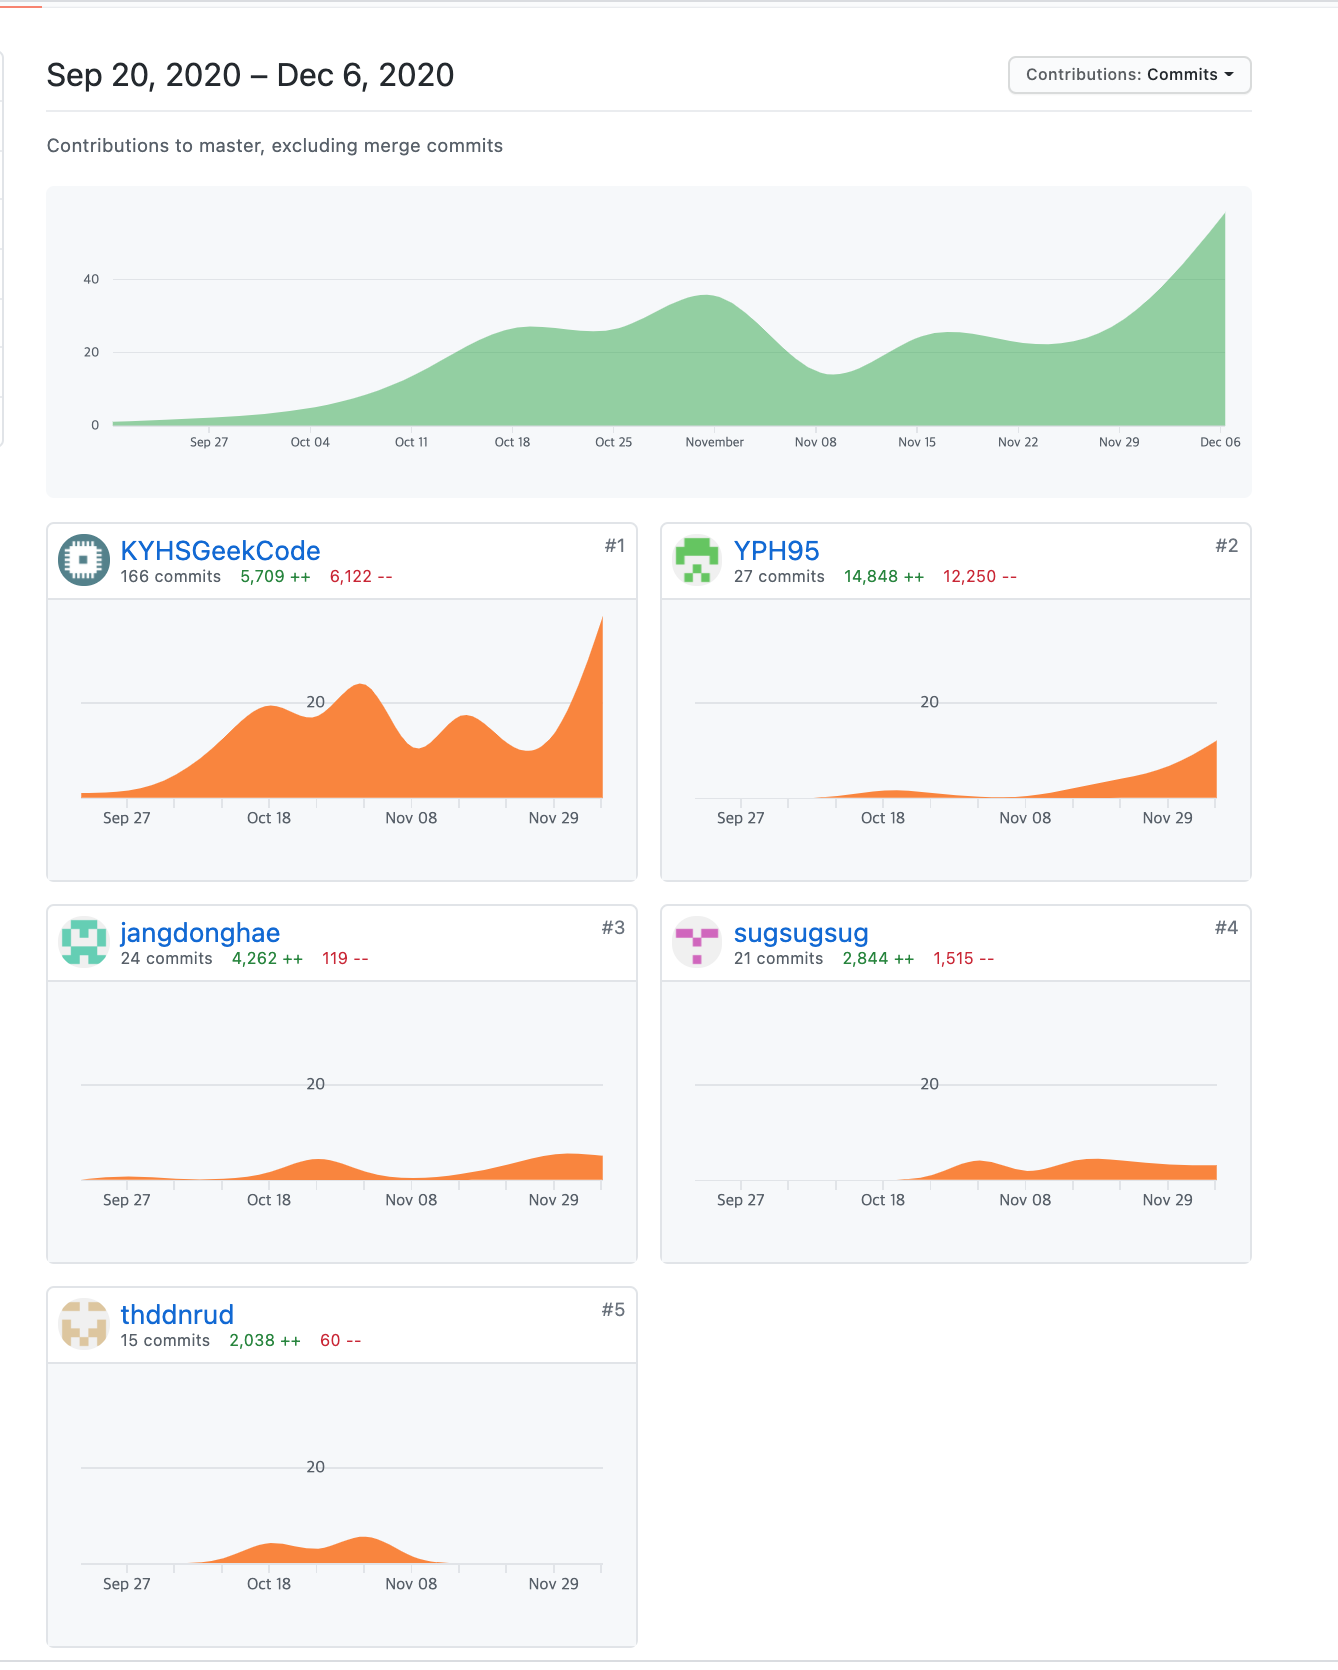 Sep 20, 2020 – Dec 6, 2020
Contributions: Commits
Contributions to master, excluding merge commits
40
20
0
Sep 27 Oct 04 Oct 11 Oct 18 Oct 25 November Nov 08 Nov 15 Nov 22 Nov 29 Dec 06
KYHSGeekCode #1
166 commits 5,709 ++ 6,122 --
20
Sep 27 Oct 18 Nov 08 Nov 29
YPH95 #2
27 commits 14,848 ++ 12,250 --
20
Sep 27 Oct 18 Nov 08 Nov 29
jangdonghae #3
24 commits 4,262 ++ 119 --
20
Sep 27 Oct 18 Nov 08 Nov 29
sugsugsug #4
21 commits 2,844 ++ 1,515 --
20
Sep 27 Oct 18 Nov 08 Nov 29
thddnrud #5
15 commits 2,038 ++ 60 --
20
Sep 27 Oct 18 Nov 08 Nov 29